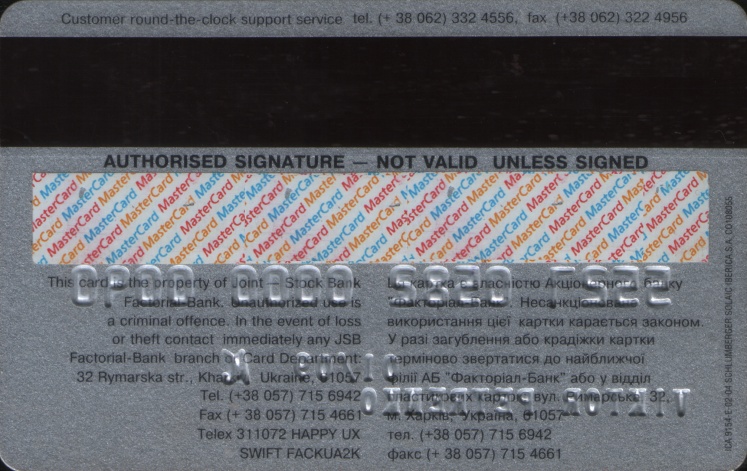 Customer round-the-clock support service tel. (+ 38 062) 332 4556, fax (+38 062) 322 4956
AUTHORISED SIGNATURE — NOT VALID UNLESS SIGNED
MasterCard MasterCard MasterCard MasterCard
This card is the property of Joint - Stock Bank
Factorial-Bank. Unauthorized use is
a criminal offence. In the event of loss
or theft contact immediately any JSB
Factorial-Bank branch or Card Department:
32 Rymarska str., Kharkiv, Ukraine, 61057
Tel. (+38 057) 715 6942
Fax (+ 38 057) 715 4661
Telex 311072 HAPPY UX
SWIFT FACKUA2K
Ця картка є власністю Акціонерного банку
"Факторіал-Банк". Несанкціоноване
використання цієї картки карається законом.
У разі загублення або крадіжки картки
терміново звертатися до найближчої
філії АБ "Факторіал-Банк" або у відділ
пластикових карток: вул. Римарська, 32,
м. Харків, Україна, 61057
тел. (+38 057) 715 6942
факс (+ 38 057) 715 4661